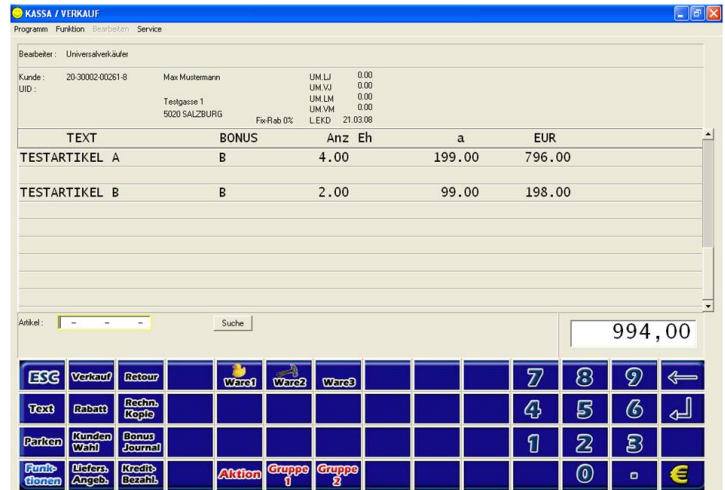 KASSA / VERKAUF
Programm Funktion Bearbeiten Service
Bearbeiter : Universalverkäufer
Kunde : 20-30002-00261-8 Max Mustermann UM.LJ 0.00
UID : UM.VJ 0.00
Testgasse 1 UM.LM 0.00
5020 SALZBURG UM.VM 0.00
Fix-Rab 0% L.EKD 21.03.08
TEXT BONUS Anz Eh a EUR
TESTARTIKEL A B 4.00 199.00 796.00
TESTARTIKEL B B 2.00 99.00 198.00
Artikel : - - - Suche
994,00
ESC Verkauf Retour Ware1 Ware2 Ware3 7 8 9
Text Rabatt Rechn. Kopie 4 5 6
Parken Kunden Wahl Bonus Journal 1 2 3
Funk- tionen Liefers. Angeb. Kredit- Bezahl. Aktion Gruppe 1 Gruppe 2 0 . €